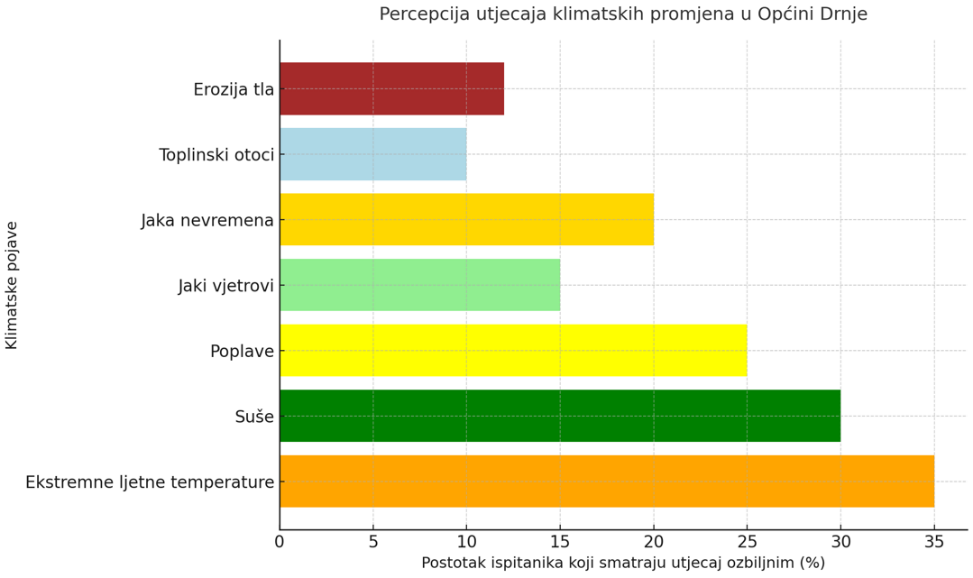 Percepcija utjecaja klimatskih promjena u Općini Drnje
Erozija tla
Toplinski otoci
Jaka nevremena
Jaki vjetrovi
Poplave
Suše
Ekstremne ljetne temperature
Klimatske pojave
0 5 10 15 20 25 30 35
Postotak ispitanika koji smatraju utjecaj ozbiljnim (%)